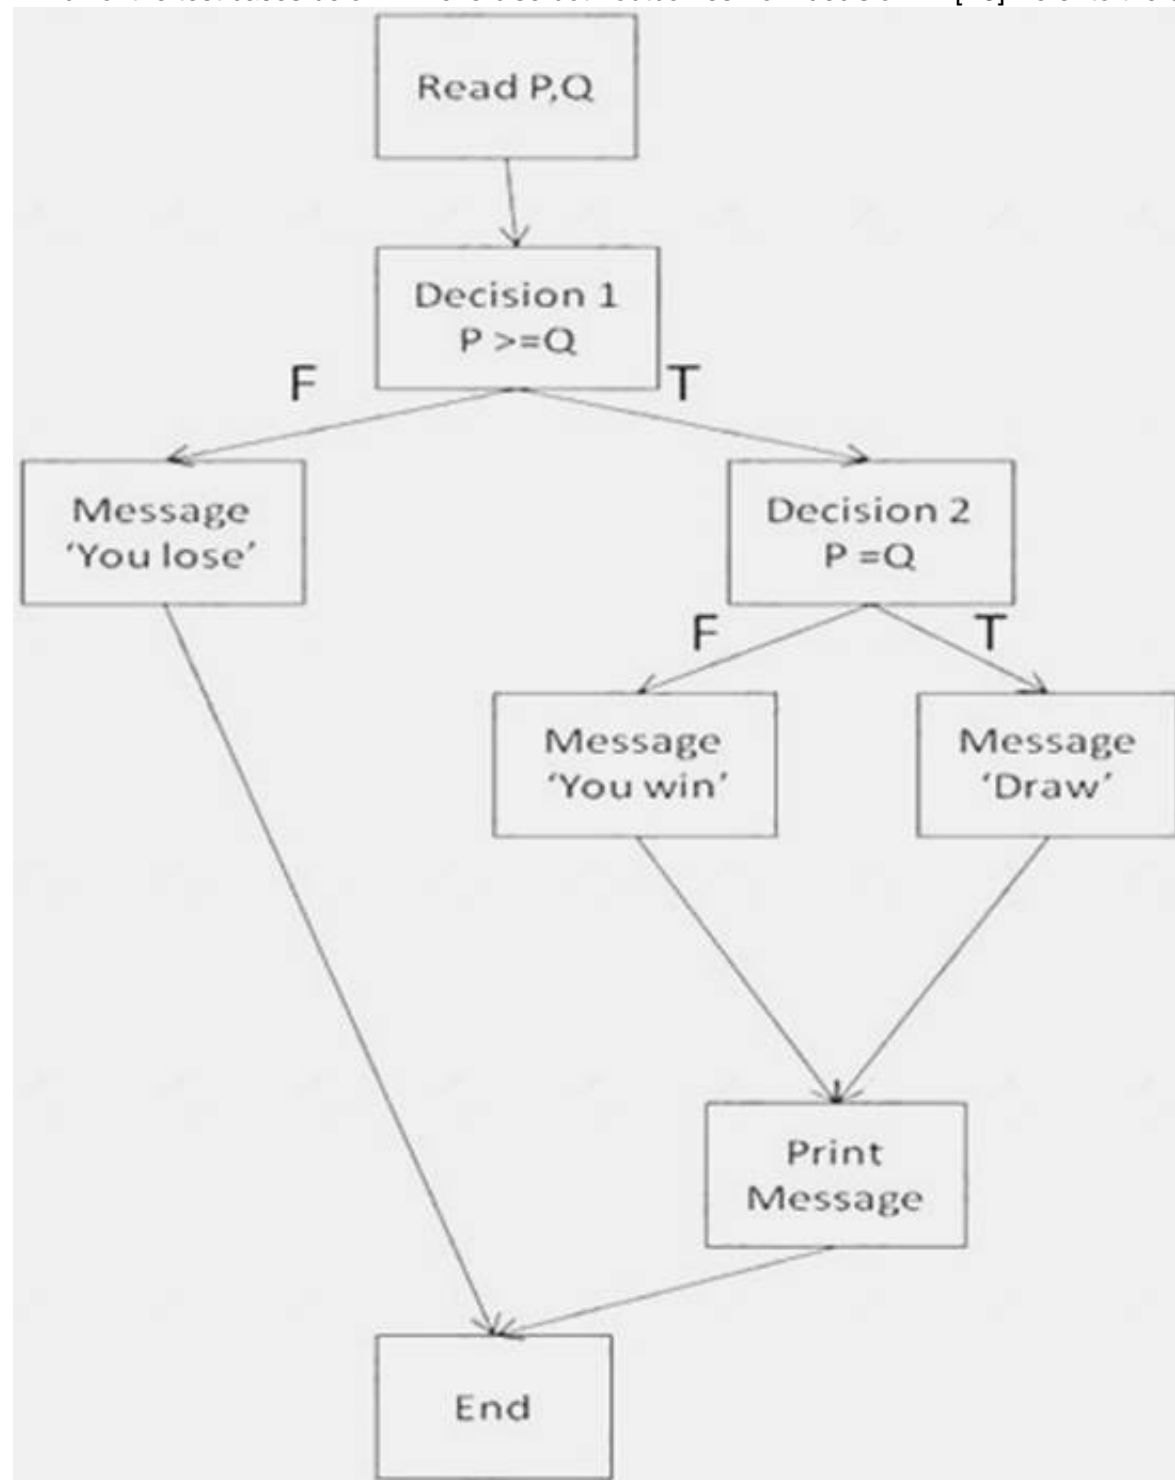 Read P,Q
Decision 1
P >=Q
F
T
Message
‘You lose’
Decision 2
P =Q
F
T
Message
‘You win’
Message
‘Draw’
Print
Message
End